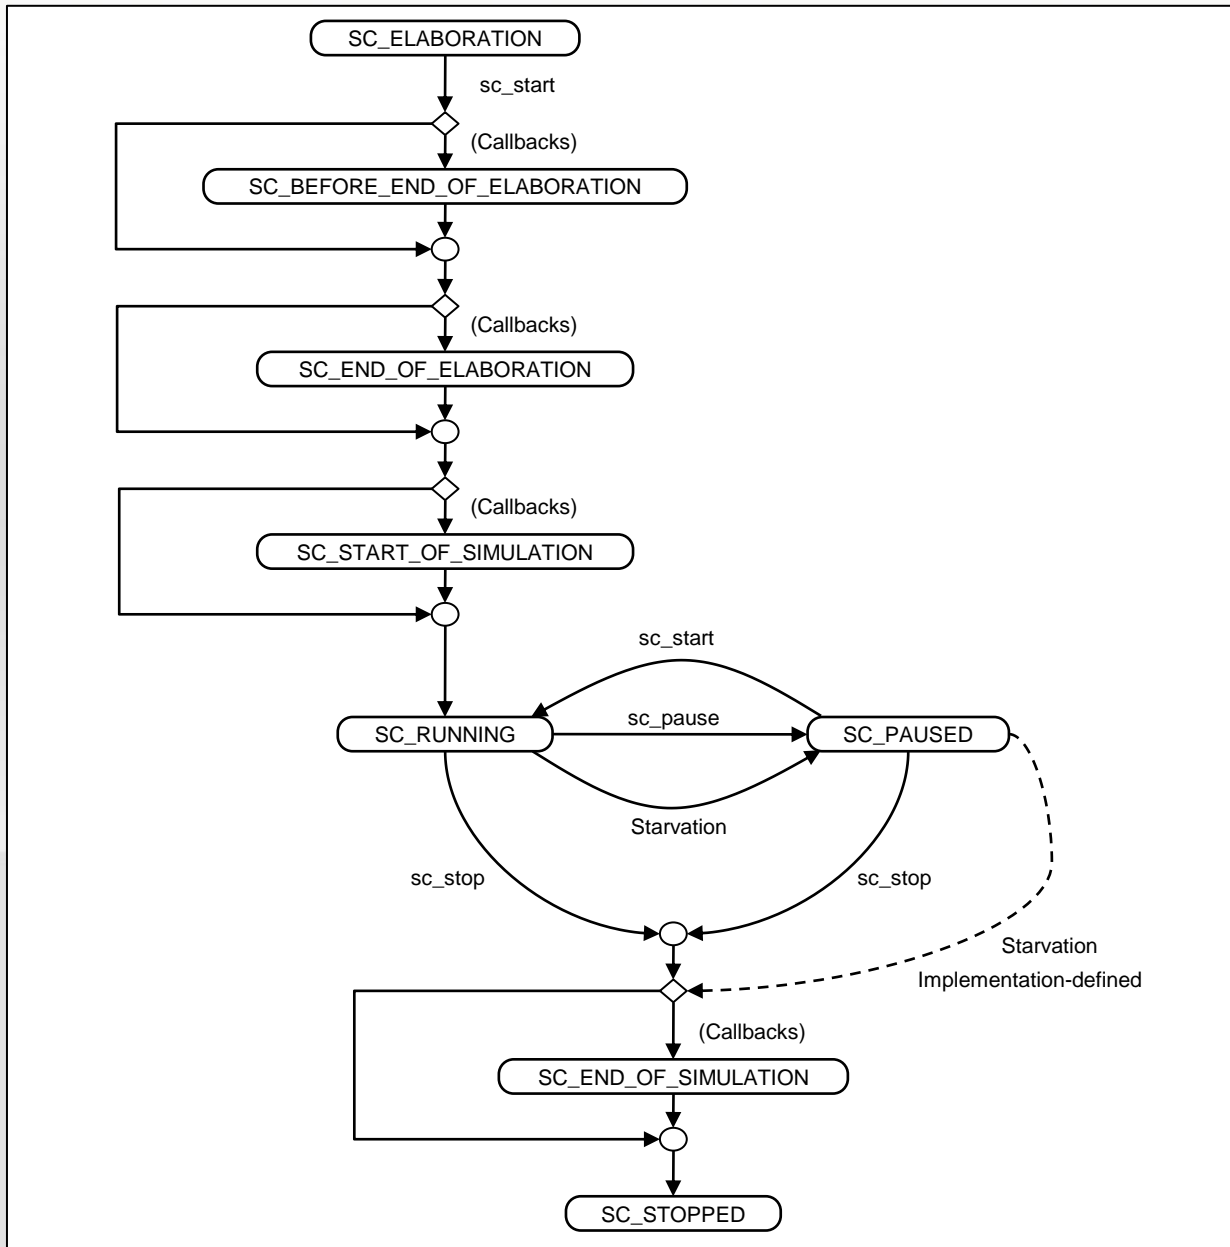 SC_ELABORATION
sc_start
(Callbacks)
SC_BEFORE_END_OF_ELABORATION
(Callbacks)
SC_END_OF_ELABORATION
(Callbacks)
SC_START_OF_SIMULATION
sc_start
sc_pause
SC_RUNNING
SC_PAUSED
Starvation
sc_stop
sc_stop
Starvation
Implementation-defined
(Callbacks)
SC_END_OF_SIMULATION
SC_STOPPED